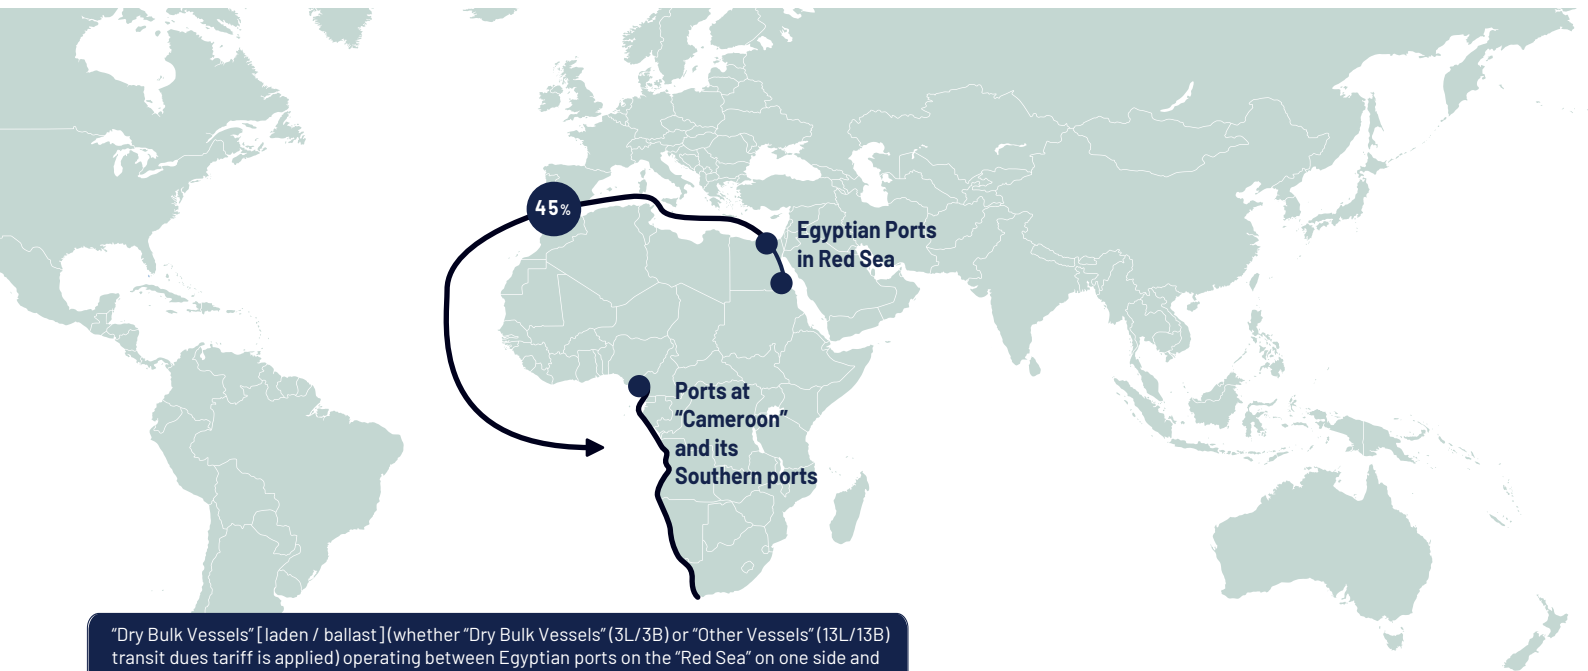 45%
Egyptian Ports
in Red Sea
Ports at
“Cameroon”
and its
Southern ports
“Dry Bulk Vessels” [laden / ballast] (whether “Dry Bulk Vessels” (3L/3B) or “Other Vessels” (13L/13B)
transit dues tariff is applied) operating between Egyptian ports on the “Red Sea” on one side and